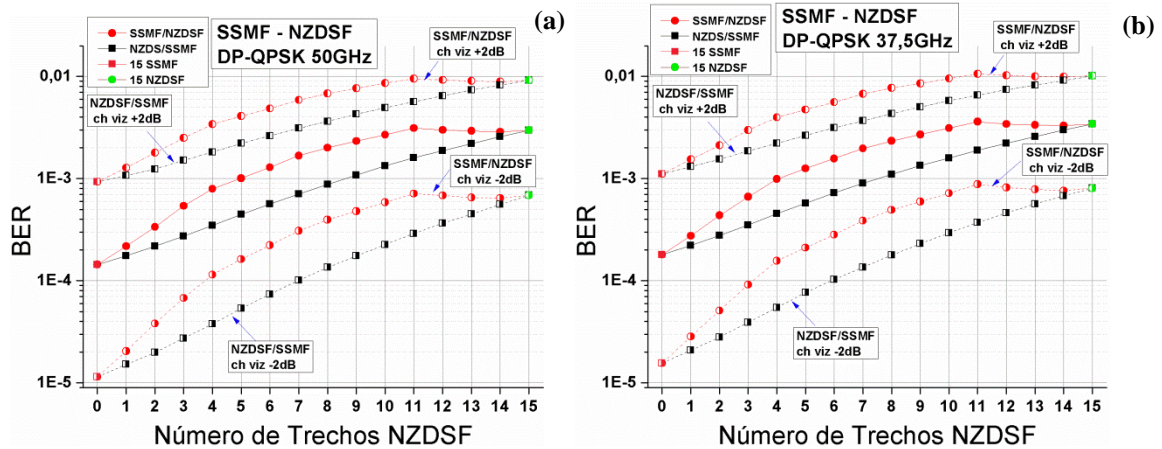 (a)
SSMF/NZDSF
NZDS/SSMF
15 SSMF
15 NZDSF
SSMF - NZDSF
DP-QPSK 50GHz
SSMF/NZDSF
ch viz +2dB
NZDSF/SSMF
ch viz +2dB
SSMF/NZDSF
ch viz -2dB
NZDSF/SSMF
ch viz -2dB
BER
0,01
1E-3
1E-4
1E-5
0 1 2 3 4 5 6 7 8 9 10 11 12 13 14 15
Número de Trechos NZDSF
(b)
SSMF/NZDSF
NZDS/SSMF
15 SSMF
15 NZDSF
SSMF - NZDSF
DP-QPSK 37,5GHz
SSMF/NZDSF
ch viz +2dB
NZDSF/SSMF
ch viz +2dB
SSMF/NZDSF
ch viz -2dB
NZDSF/SSMF
ch viz -2dB
BER
0,01
1E-3
1E-4
1E-5
0 1 2 3 4 5 6 7 8 9 10 11 12 13 14 15
Número de Trechos NZDSF